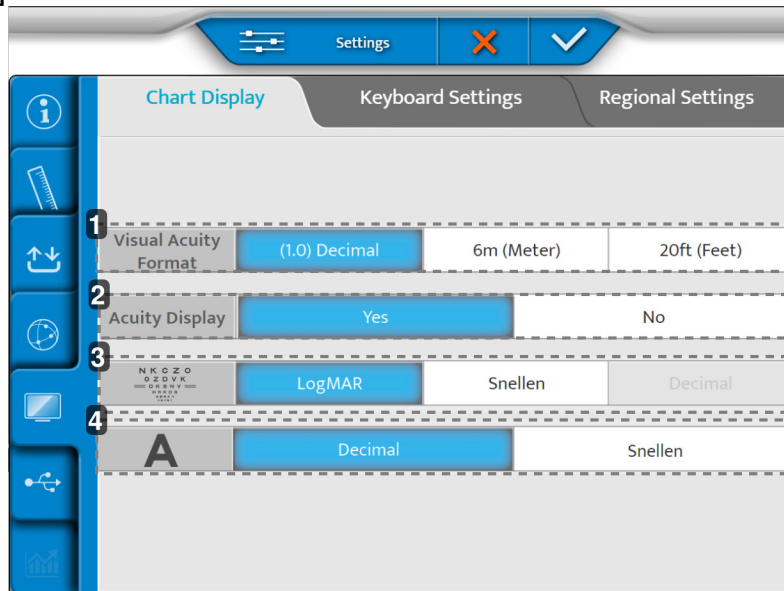 Settings
Chart Display Keyboard Settings Regional Settings
1
Visual Acuity Format (1.0) Decimal 6m (Meter) 20ft (Feet)
2
Acuity Display Yes No
3
N K C Z O
O Z D V K
LogMAR Snellen Decimal
4
A Decimal Snellen